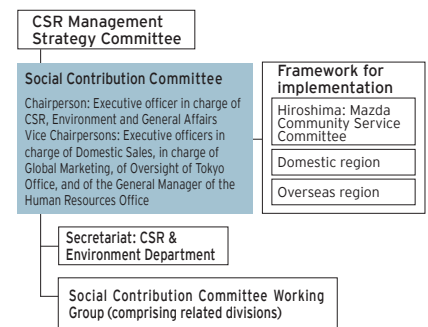 CSR Management
Strategy Committee
Social Contribution Committee
Chairperson: Executive officer in charge of
CSR, Environment and General Affairs
Vice Chairpersons: Executive officers in
charge of Domestic Sales, in charge of
Global Marketing, of Oversight of Tokyo
Office, and of the General Manager of the
Human Resources Office
Framework for
implementation
Hiroshima: Mazda
Community Service
Committee
Domestic region
Overseas region
Secretariat: CSR &
Environment Department
Social Contribution Committee Working
Group (comprising related divisions)